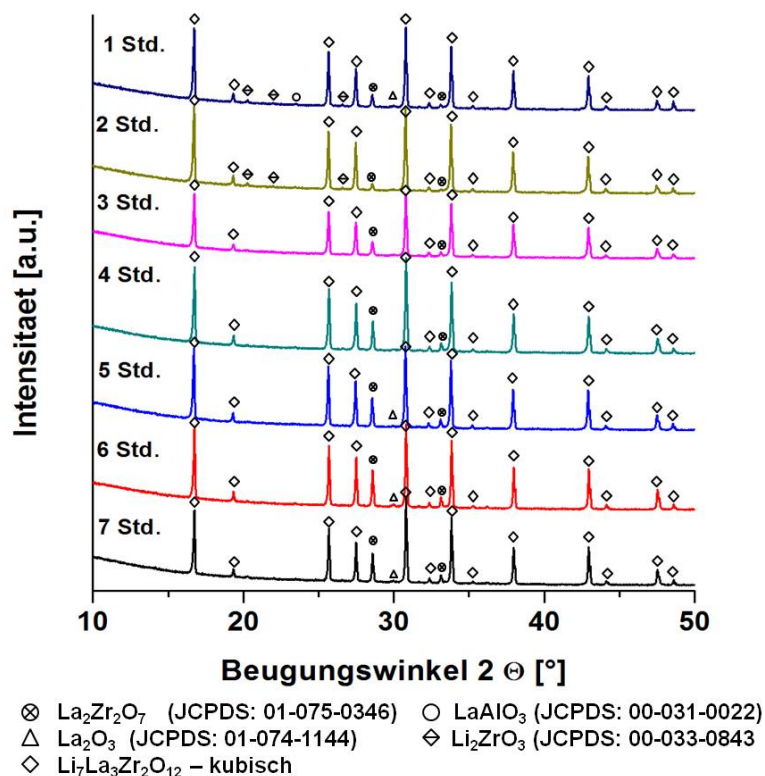 1 Std.
2 Std.
3 Std.
4 Std.
5 Std.
6 Std.
7 Std.
Intensitaet [a.u.]
10 20 30 40 50
Beugungswinkel 2 Θ [°]
⊗ La₂Zr₂O₇ (JCPDS: 01-075-0346) ○ LaAlO₃ (JCPDS: 00-031-0022)
△ La₂O₃ (JCPDS: 01-074-1144) Li₂ZrO₃ (JCPDS: 00-033-0843
◇ Li₇La₃Zr₂O₁₂ – kubisch